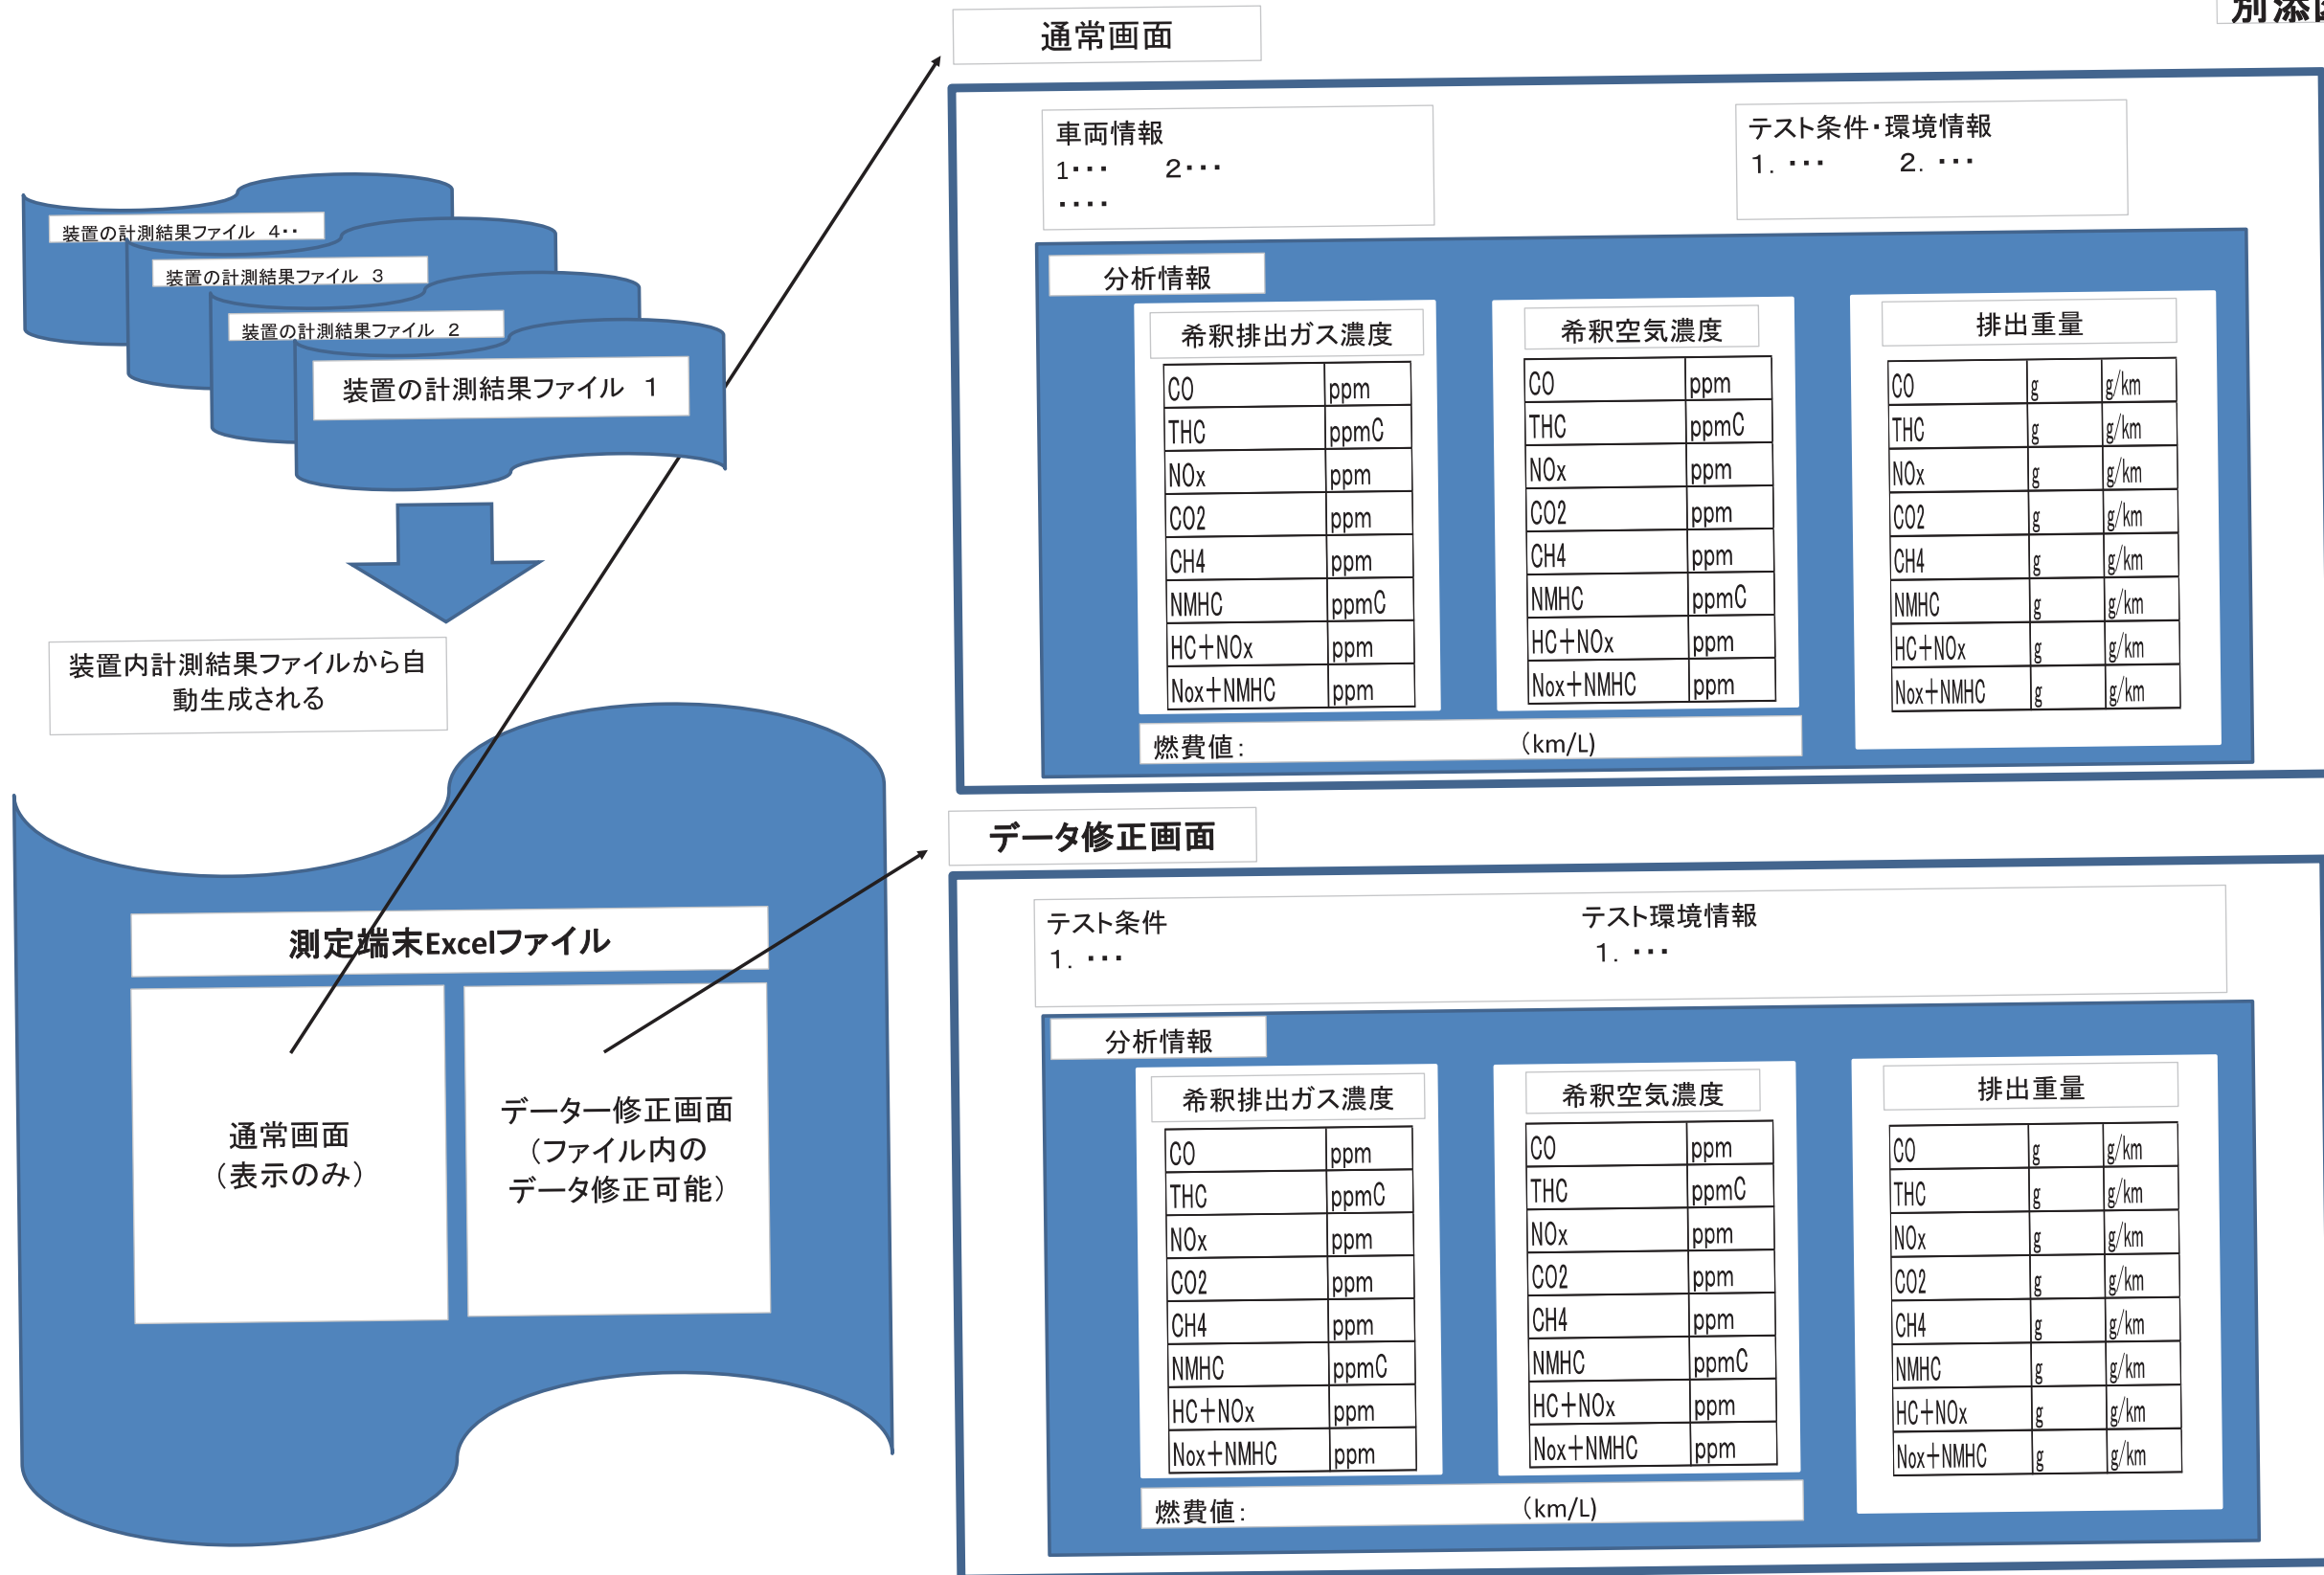 別添
通常画面
車両情報
1・・・ 2・・・
・・・・
テスト条件・環境情報
1. ・・・ 2. ・・・
装置の計測結果ファイル 4・・
装置の計測結果ファイル 3
装置の計測結果ファイル 2
装置の計測結果ファイル 1
装置内計測結果ファイルから自
動生成される
測定端末Excelファイル
通常画面
（表示のみ）
データー修正画面
（ファイル内の
データ修正可能）
分析情報
希釈排出ガス濃度
CO ppm
THC ppmC
NOx ppm
CO2 ppm
CH4 ppm
NMHC ppmC
HC＋NOx ppm
Nox＋NMHC ppm
希釈空気濃度
CO ppm
THC ppmC
NOx ppm
CO2 ppm
CH4 ppm
NMHC ppmC
HC＋NOx ppm
Nox＋NMHC ppm
排出重量
CO g g/km
THC g g/km
NOx g g/km
CO2 g g/km
CH4 g g/km
NMHC g g/km
HC＋NOx g g/km
Nox＋NMHC g g/km
燃費値： （km/L）
データ修正画面
テスト条件
1. ・・・
テスト環境情報
1. ・・・
分析情報
希釈排出ガス濃度
CO ppm
THC ppmC
NOx ppm
CO2 ppm
CH4 ppm
NMHC ppmC
HC＋NOx ppm
Nox＋NMHC ppm
希釈空気濃度
CO ppm
THC ppmC
NOx ppm
CO2 ppm
CH4 ppm
NMHC ppmC
HC＋NOx ppm
Nox＋NMHC ppm
排出重量
CO g g/km
THC g g/km
NOx g g/km
CO2 g g/km
CH4 g g/km
NMHC g g/km
HC＋NOx g g/km
Nox＋NMHC g g/km
燃費値： （km/L）